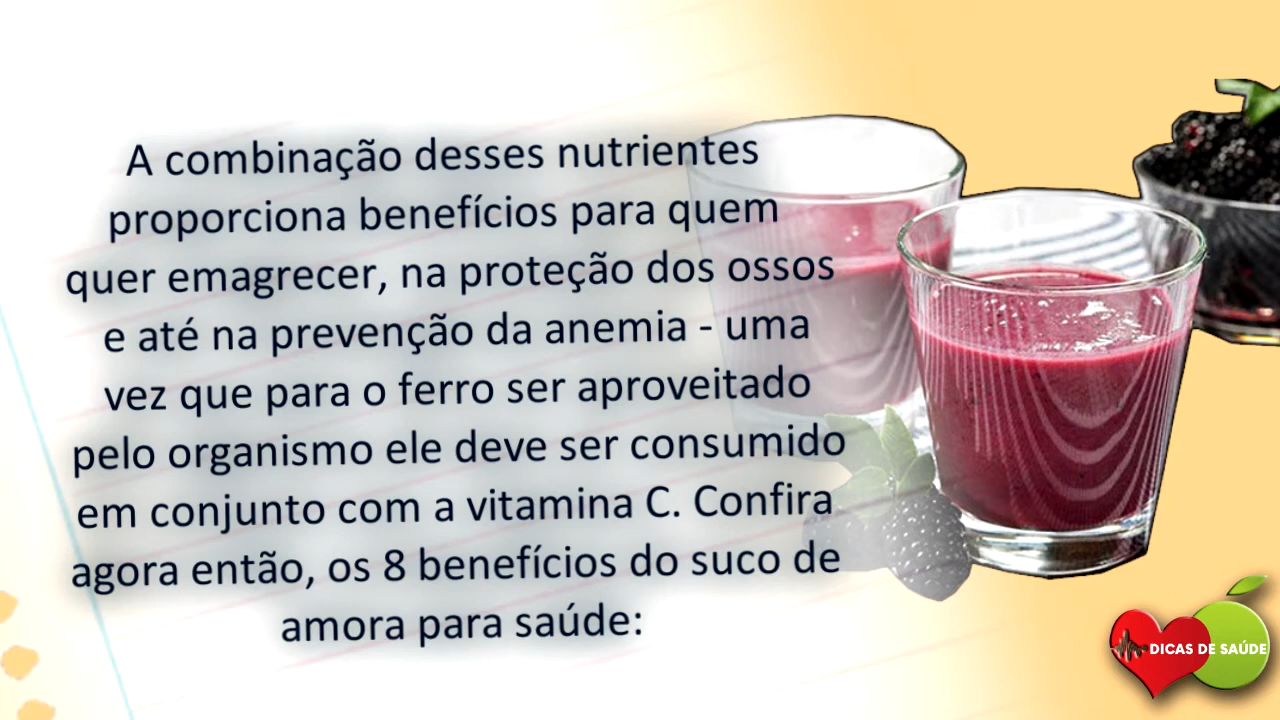 A combinação desses nutrientes
proporciona benefícios para quem
quer emagrecer, na proteção dos ossos
e até na prevenção da anemia - uma
vez que para o ferro ser aproveitado
pelo organismo ele deve ser consumido
em conjunto com a vitamina C. Confira
agora então, os 8 benefícios do suco de
amora para saúde:
DICAS DE SAÚDE